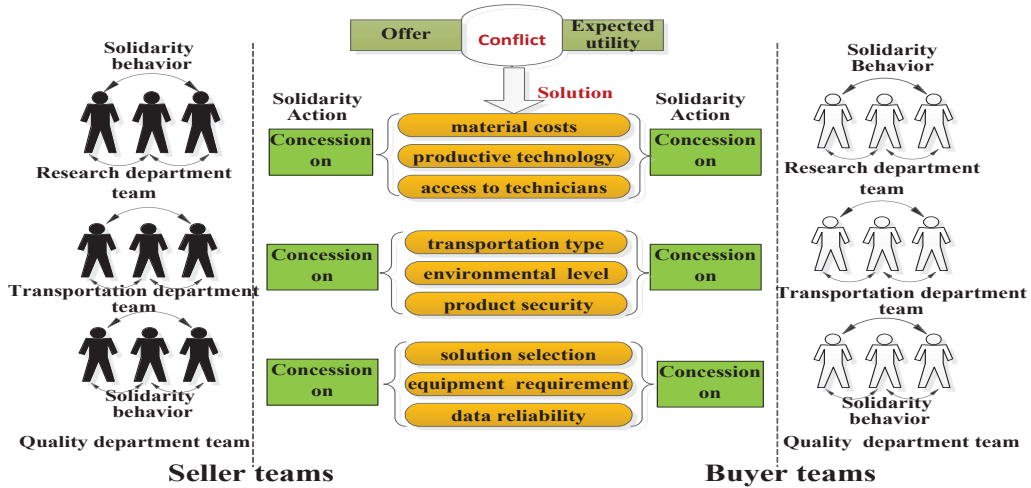 Offer
Conflict
Expected
utility
Solution
Solidarity
behavior
Research department
team
Transportation department
team
Solidarity
behavior
Quality department team
Seller teams
Solidarity
Action
Concession
on
Concession
on
Concession
on
material costs
productive technology
access to technicians
transportation type
environmental level
product security
solution selection
equipment requirement
data reliability
Solidarity
Action
Concession
on
Concession
on
Concession
on
Solidarity
Behavior
Research department
team
Transportation department
team
Solidarity
behavior
Quality department team
Buyer teams